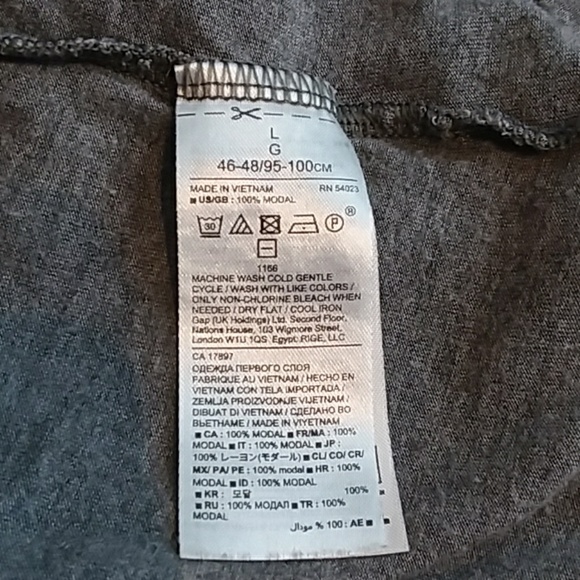 L
G
46-48/95-100CM
MADE IN VIETNAM RN 54023
■ US/GB : 100% MODAL
30 P
1166
MACHINE WASH COLD GENTLE
CYCLE / WASH WITH LIKE COLORS /
ONLY NON-CHLORINE BLEACH WHEN
NEEDED / DRY FLAT / COOL IRON
Gap (UK Holdings) Ltd. Second Floor,
Nations House, 103 Wigmore Street,
London W1U 1QS. Egypt: RIGE, LLC
CA 17897
ОДЕЖДА ПЕРВОГО СЛОЯ
FABRIQUE AU VIETNAM / HECHO EN
VIETNAM CON TELA IMPORTADA /
ZEMLJA PROIZVODNJE VIJETNAM /
DIBUAT DI VIETNAM / СДЕЛАНО ВО
ВЬЕТНАМЕ / MADE IN VIYETNAM
■ CA : 100% MODAL ■ FR/MA : 100%
MODAL ■ IT : 100% MODAL ■ JP :
100% レーヨン(モダール) ■ CL/ CO/ CR/
MX/ PA/ PE : 100% modal ■ HR : 100%
MODAL ■ ID : 100% MODAL
■ KR : 모달 100%
■ RU : 100% МОДАЛ ■ TR : 100%
MODAL
■ AE : 100 % مودال